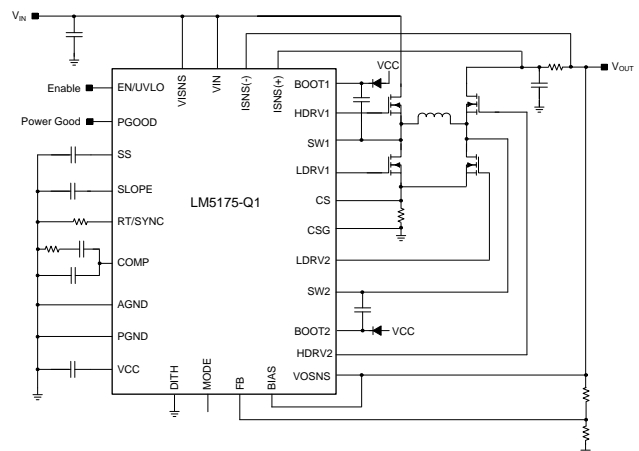 VIN
VOUT
VCC
Enable
Power Good
EN/UVLO
PGOOD
SS
SLOPE
RT/SYNC
COMP
AGND
PGND
VCC
VISNS
VIN
ISNS(-)
ISNS(+)
LM5175-Q1
BOOT1
HDRV1
SW1
LDRV1
CS
CSG
LDRV2
SW2
BOOT2
VCC
HDRV2
VOSNS
DITH
MODE
FB
BIAS